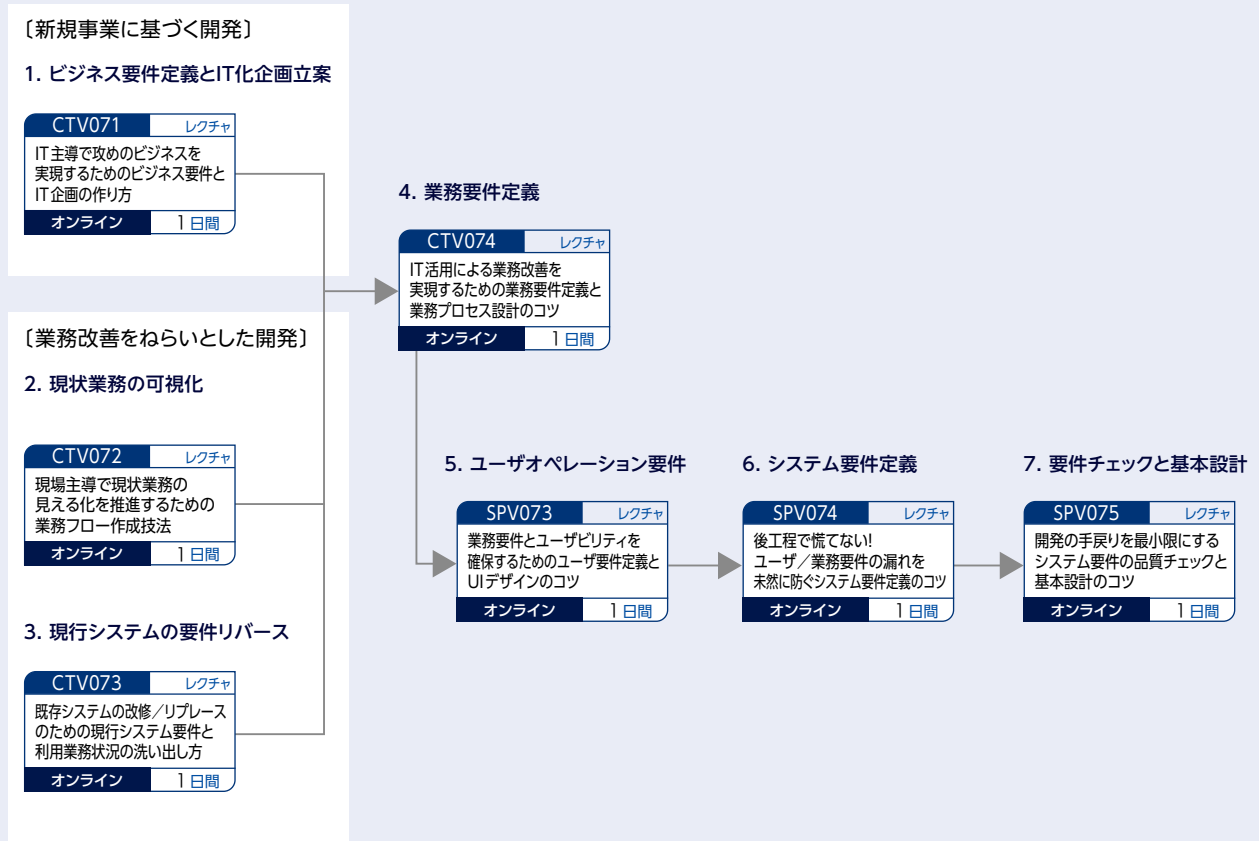 〔新規事業に基づく開発〕
1. ビジネス要件定義とIT化企画立案
CTV071 レクチャ
IT主導で攻めのビジネスを
実現するためのビジネス要件と
IT企画の作り方
オンライン 1日間
〔業務改善をねらいとした開発〕
2. 現状業務の可視化
CTV072 レクチャ
現場主導で現状業務の
見える化を推進するための
業務フロー作成技法
オンライン 1日間
3. 現行システムの要件リバース
CTV073 レクチャ
既存システムの改修／リプレース
のための現行システム要件と
利用業務状況の洗い出し方
オンライン 1日間
4. 業務要件定義
CTV074 レクチャ
IT活用による業務改善を
実現するための業務要件定義と
業務プロセス設計のコツ
オンライン 1日間
5. ユーザオペレーション要件
SPV073 レクチャ
業務要件とユーザビリティを
確保するためのユーザ要件定義と
UIデザインのコツ
オンライン 1日間
6. システム要件定義
SPV074 レクチャ
後工程で慌てない!
ユーザ／業務要件の漏れを
未然に防ぐシステム要件定義のコツ
オンライン 1日間
7. 要件チェックと基本設計
SPV075 レクチャ
開発の手戻りを最小限にする
システム要件の品質チェックと
基本設計のコツ
オンライン 1日間